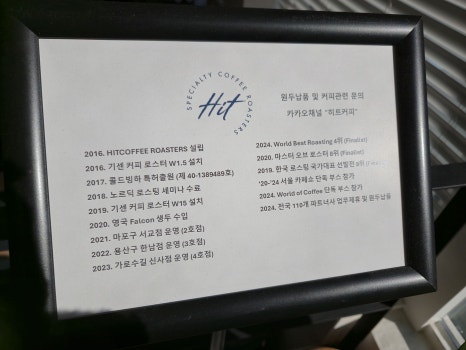 SPECIALTY COFFEE ROASTERS
Hit
원두납품 및 커피관련 문의
카카오채널 "히트커피"
2016. HITCOFFEE ROASTERS 설립
2016. 기센 커피 로스터 W1.5 설치
2017. 콜드빙하 특허출원 (제 40-1389489호)
2018. 노르딕 로스팅 세미나 수료
2019. 기센 커피 로스터 W15 설치
2020. 영국 Falcon 생두 수입
2021. 마포구 서교점 운영 (2호점)
2022. 용산구 한남점 운영 (3호점)
2023. 가로수길 신사점 운영 (4호점)
2024. World Best Roasting 4위 (Finalist)
2020. 마스터 오브 로스터 6위 (Finalist)
2019. 한국 로스팅 국가대표 선발전
'20~'24 서울 카페쇼 단독 부스 참가
2024. World of Coffee 단독 부스 참가
2024. 전국 110개 파트너사 업무제휴 및 원두납품